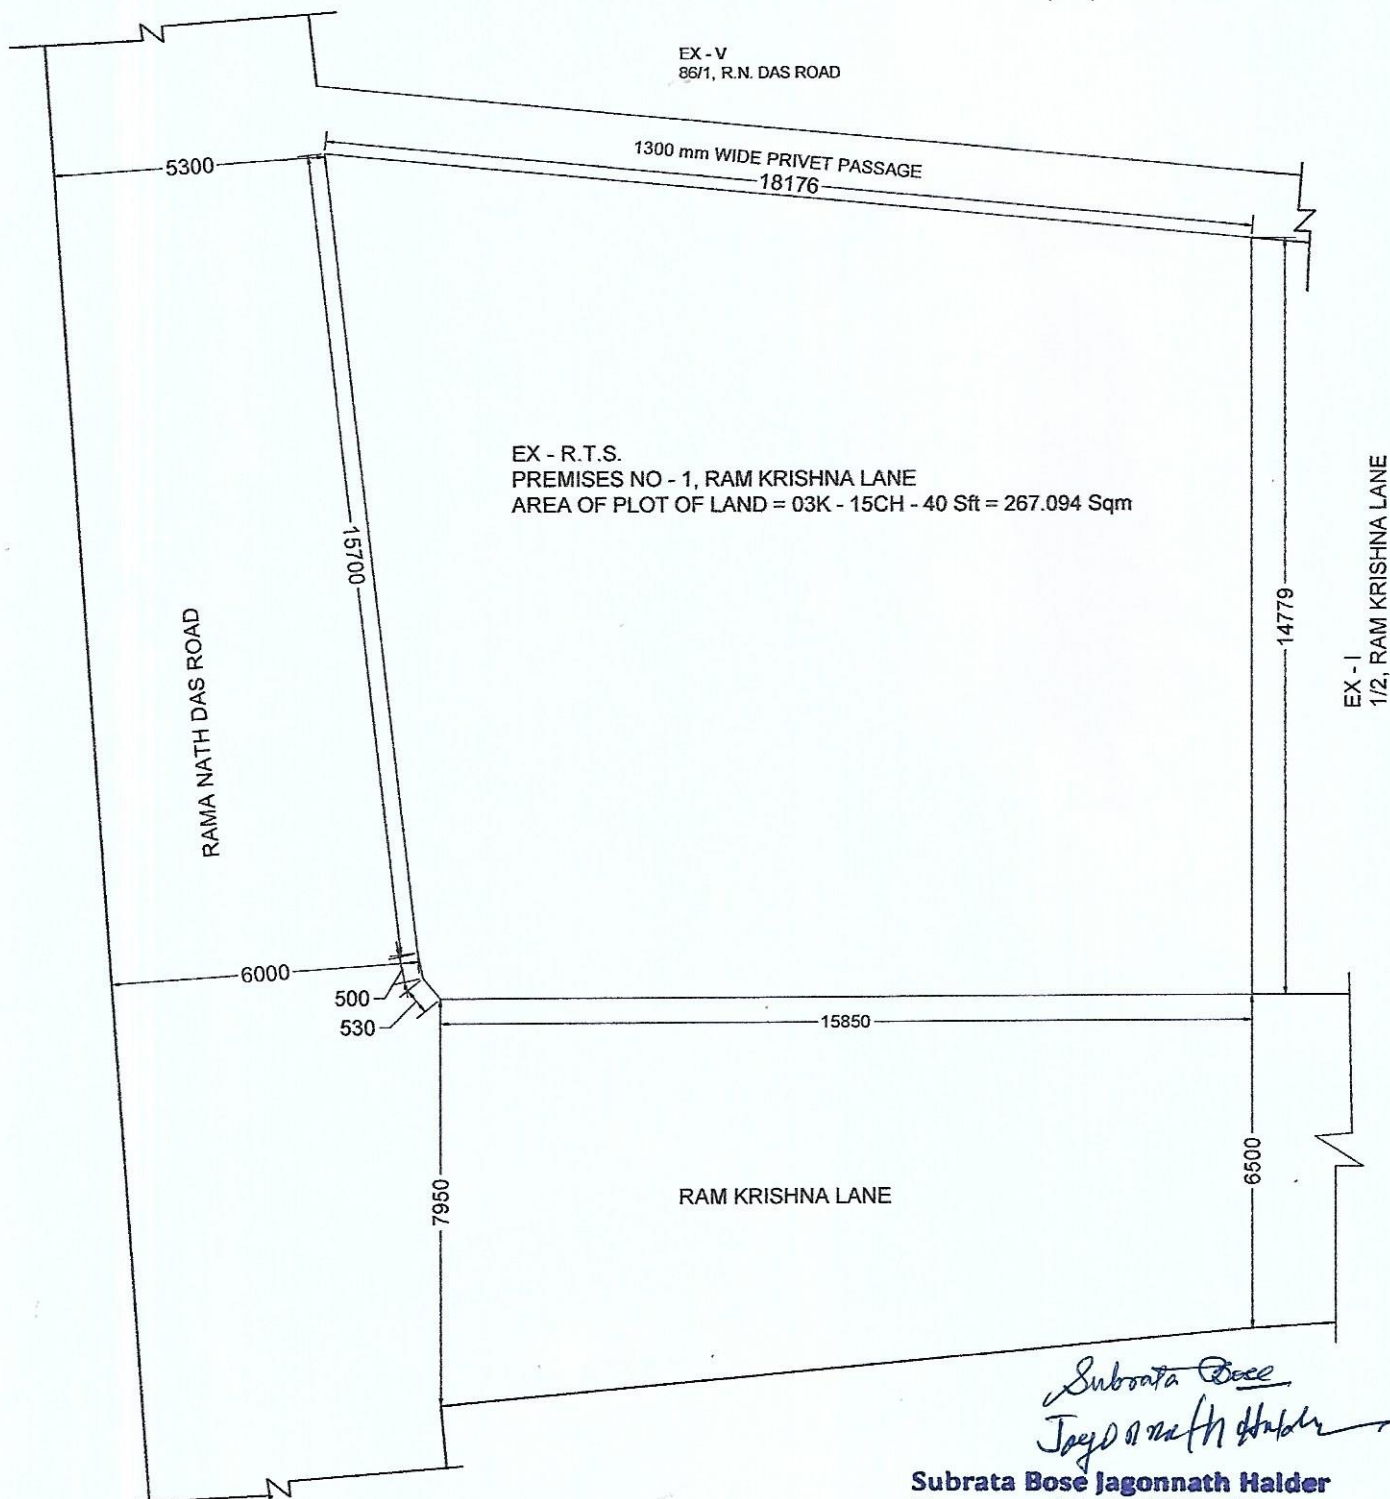 EX - V
86/1, R.N. DAS ROAD
5300
1300 mm WIDE PRIVET PASSAGE
18176
EX - R.T.S.
PREMISES NO - 1, RAM KRISHNA LANE
AREA OF PLOT OF LAND = 03K - 15CH - 40 Sft = 267.094 Sqm
15700
14779
EX - I
1/2, RAM KRISHNA LANE
RAMA NATH DAS ROAD
6000
500
530
15850
7950
6500
RAM KRISHNA LANE
Subrata Bose
Jagonnath Halder
Subrata Bose Jagonnath Halder